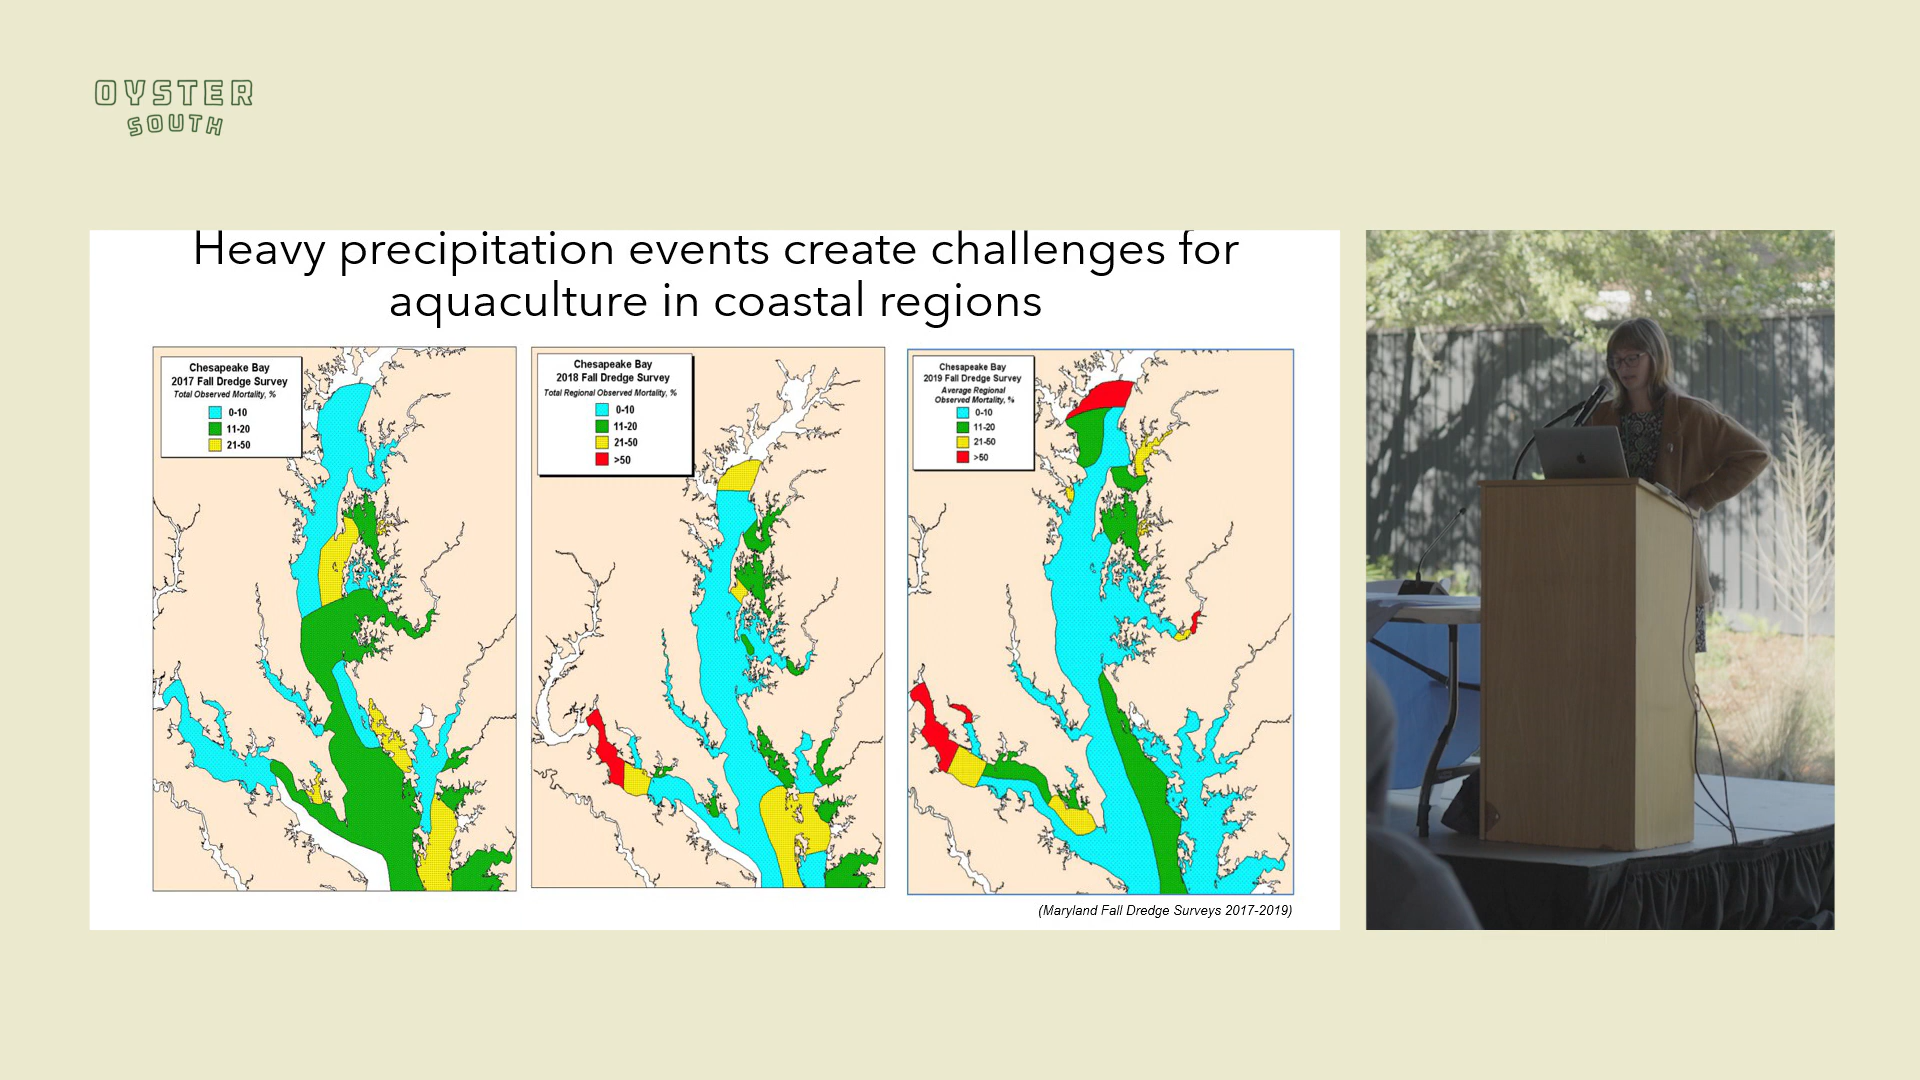 OYSTER
SOUTH
Heavy precipitation events create challenges for
aquaculture in coastal regions
Chesapeake Bay
2017 Fall Dredge Survey
Total Observed Mortality, %
0-10
11-20
21-50
Chesapeake Bay
2018 Fall Dredge Survey
Total Regional Observed Mortality, %
0-10
11-20
21-50
>50
Chesapeake Bay
2019 Fall Dredge Survey
Average Regional
Observed Mortality, %
0-10
11-20
21-50
>50
(Maryland Fall Dredge Surveys 2017-2019)